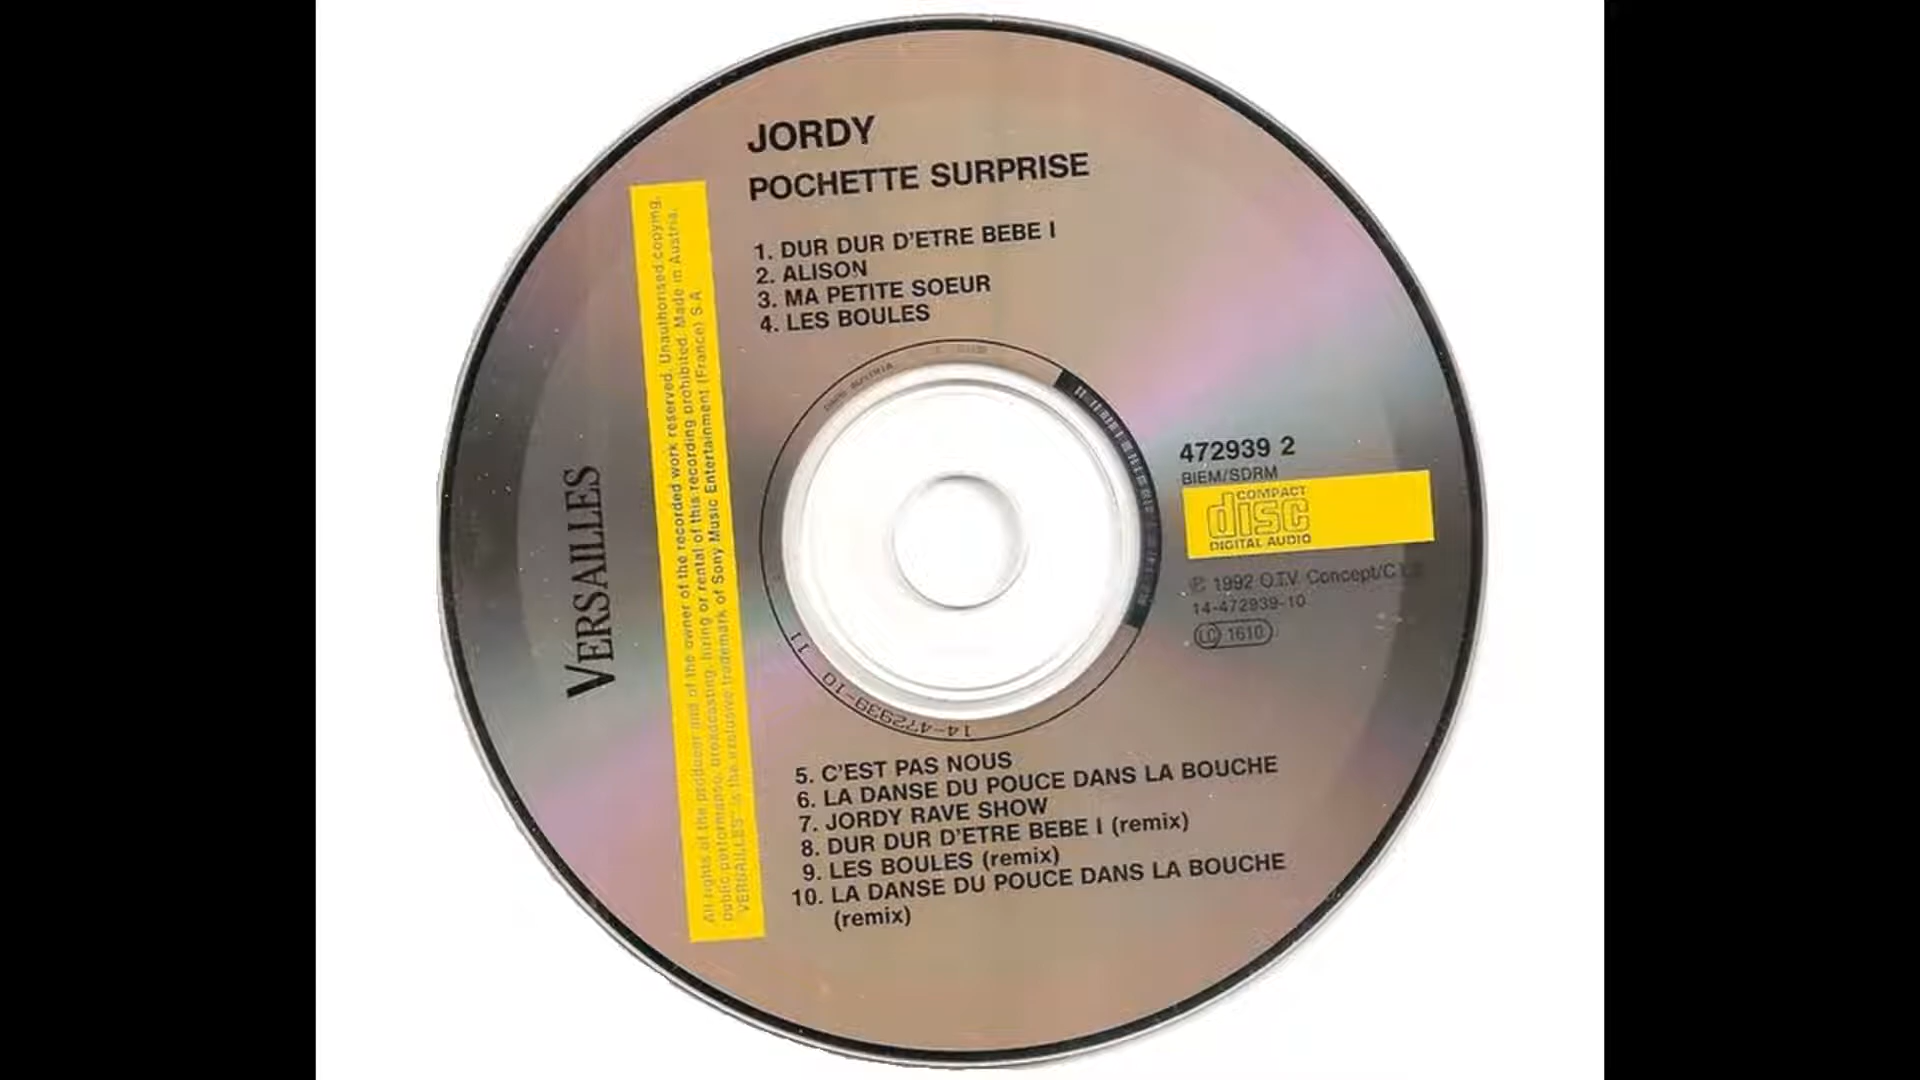 JORDY
POCHETTE SURPRISE
1. DUR DUR D'ETRE BEBE I
2. ALISON
3. MA PETITE SOEUR
4. LES BOULES
VERSAILLES
All rights of the producer and of the owner of the recorded work reserved. Unauthorised copying,
public performance, broadcasting, hiring or rental of this recording prohibited. Made in Austria.
"VERSAILLES" is the exclusive trademark of Sony Music Entertainment (France) S.A
472939 2
BIEM/SDRM
COMPACT
disc
DIGITAL AUDIO
℗ 1992 O.T.V. Concept/C
14-472939-10
LC 1610
14-472939-10 11
5. C'EST PAS NOUS
6. LA DANSE DU POUCE DANS LA BOUCHE
7. JORDY RAVE SHOW
8. DUR DUR D'ETRE BEBE I (remix)
9. LES BOULES (remix)
10. LA DANSE DU POUCE DANS LA BOUCHE
(remix)